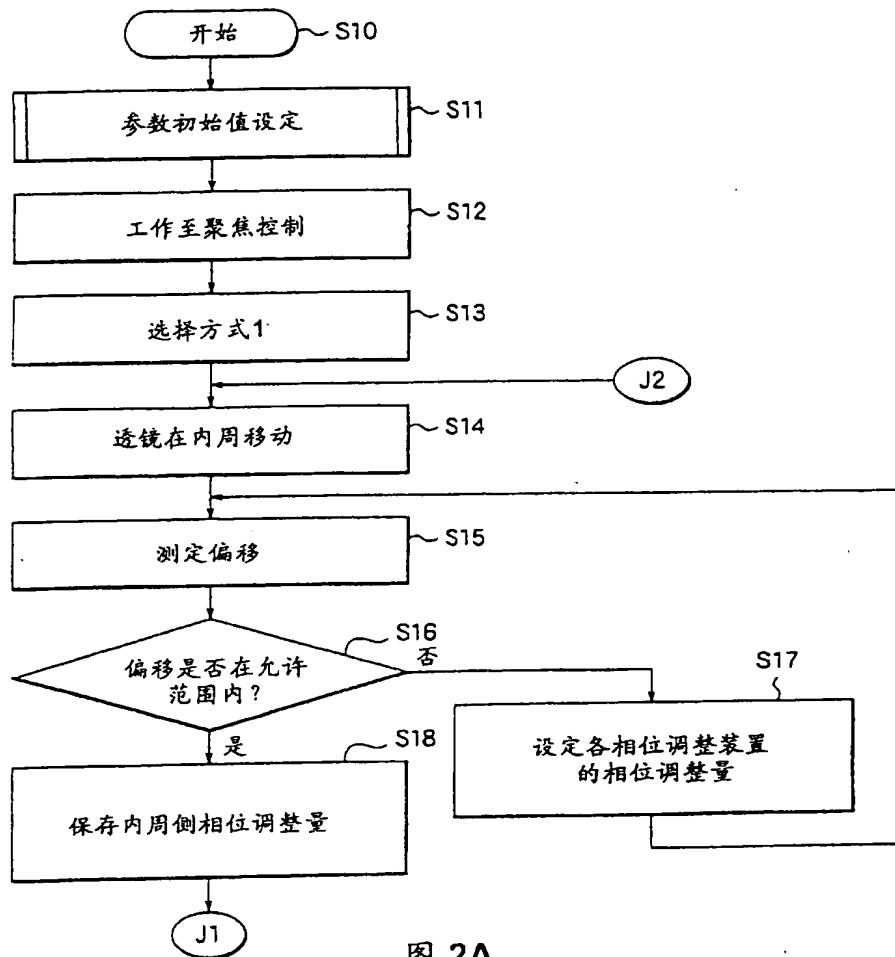 开始
S10
参数初始值设定
S11
工作至聚焦控制
S12
选择方式1
S13
J2
透镜在内周移动
S14
测定偏移
S15
偏移是否在允许
范围内?
S16
否
是
S17
设定各相位调整装置
的相位调整量
S18
保存内周侧相位调整量
J1
图 2A